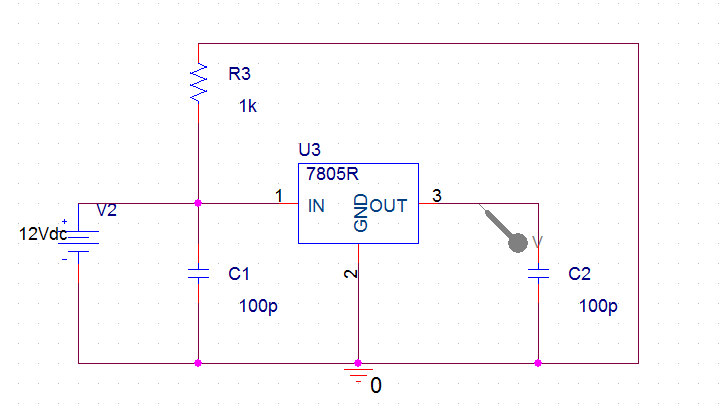 R3
1k
U3
7805R
1
IN
GND
OUT
3
V2
+
12Vdc
-
V
2
C1
100p
C2
100p
0